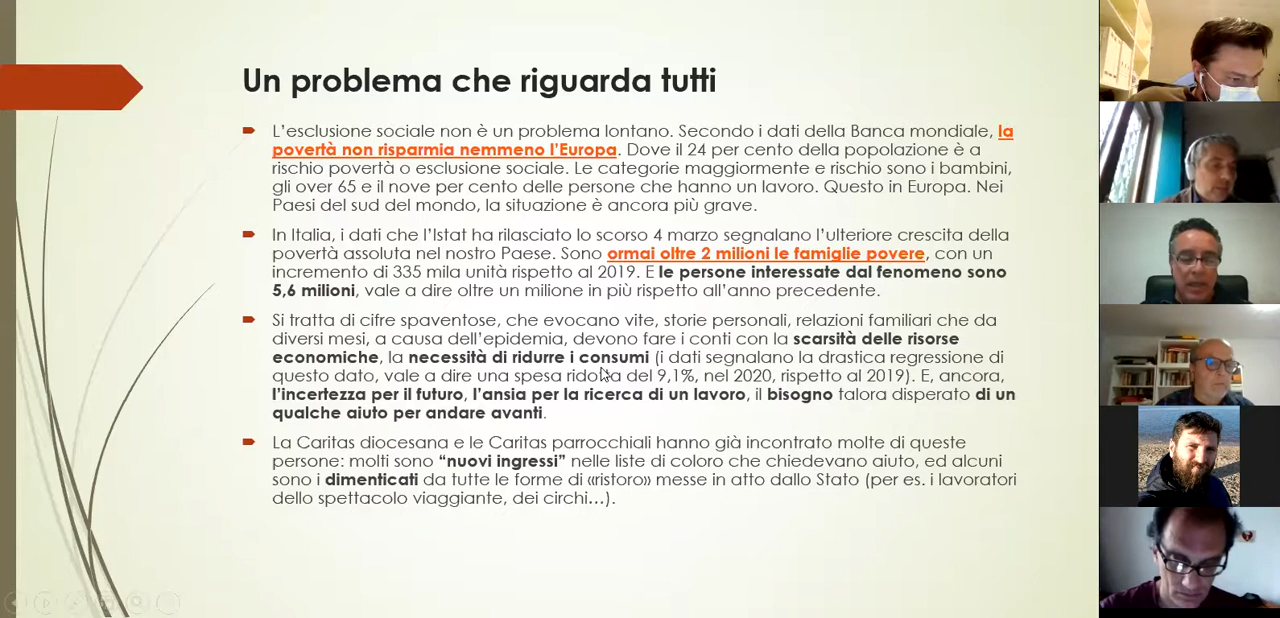 Un problema che riguarda tutti
L'esclusione sociale non è un problema lontano. Secondo i dati della Banca mondiale, la
povertà non risparmia nemmeno l'Europa. Dove il 24 per cento della popolazione è a
rischio povertà o esclusione sociale. Le categorie maggiormente e rischio sono i bambini,
gli over 65 e il nove per cento delle persone che hanno un lavoro. Questo in Europa. Nei
Paesi del sud del mondo, la situazione è ancora più grave.
In Italia, i dati che l'Istat ha rilasciato lo scorso 4 marzo segnalano l'ulteriore crescita della
povertà assoluta nel nostro Paese. Sono ormai oltre 2 milioni le famiglie povere, con un
incremento di 335 mila unità rispetto al 2019. E le persone interessate dal fenomeno sono
5,6 milioni, vale a dire oltre un milione in più rispetto all'anno precedente.
Si tratta di cifre spaventose, che evocano vite, storie personali, relazioni familiari che da
diversi mesi, a causa dell'epidemia, devono fare i conti con la scarsità delle risorse
economiche, la necessità di ridurre i consumi (i dati segnalano la drastica regressione di
questo dato, vale a dire una spesa ridotta del 9,1%, nel 2020, rispetto al 2019). E, ancora,
l'incertezza per il futuro, l'ansia per la ricerca di un lavoro, il bisogno talora disperato di un
qualche aiuto per andare avanti.
La Caritas diocesana e le Caritas parrocchiali hanno già incontrato molte di queste
persone: molti sono “nuovi ingressi” nelle liste di coloro che chiedevano aiuto, ed alcuni
sono i dimenticati da tutte le forme di «ristoro» messe in atto dallo Stato (per es. i lavoratori
dello spettacolo viaggiante, dei circhi…).